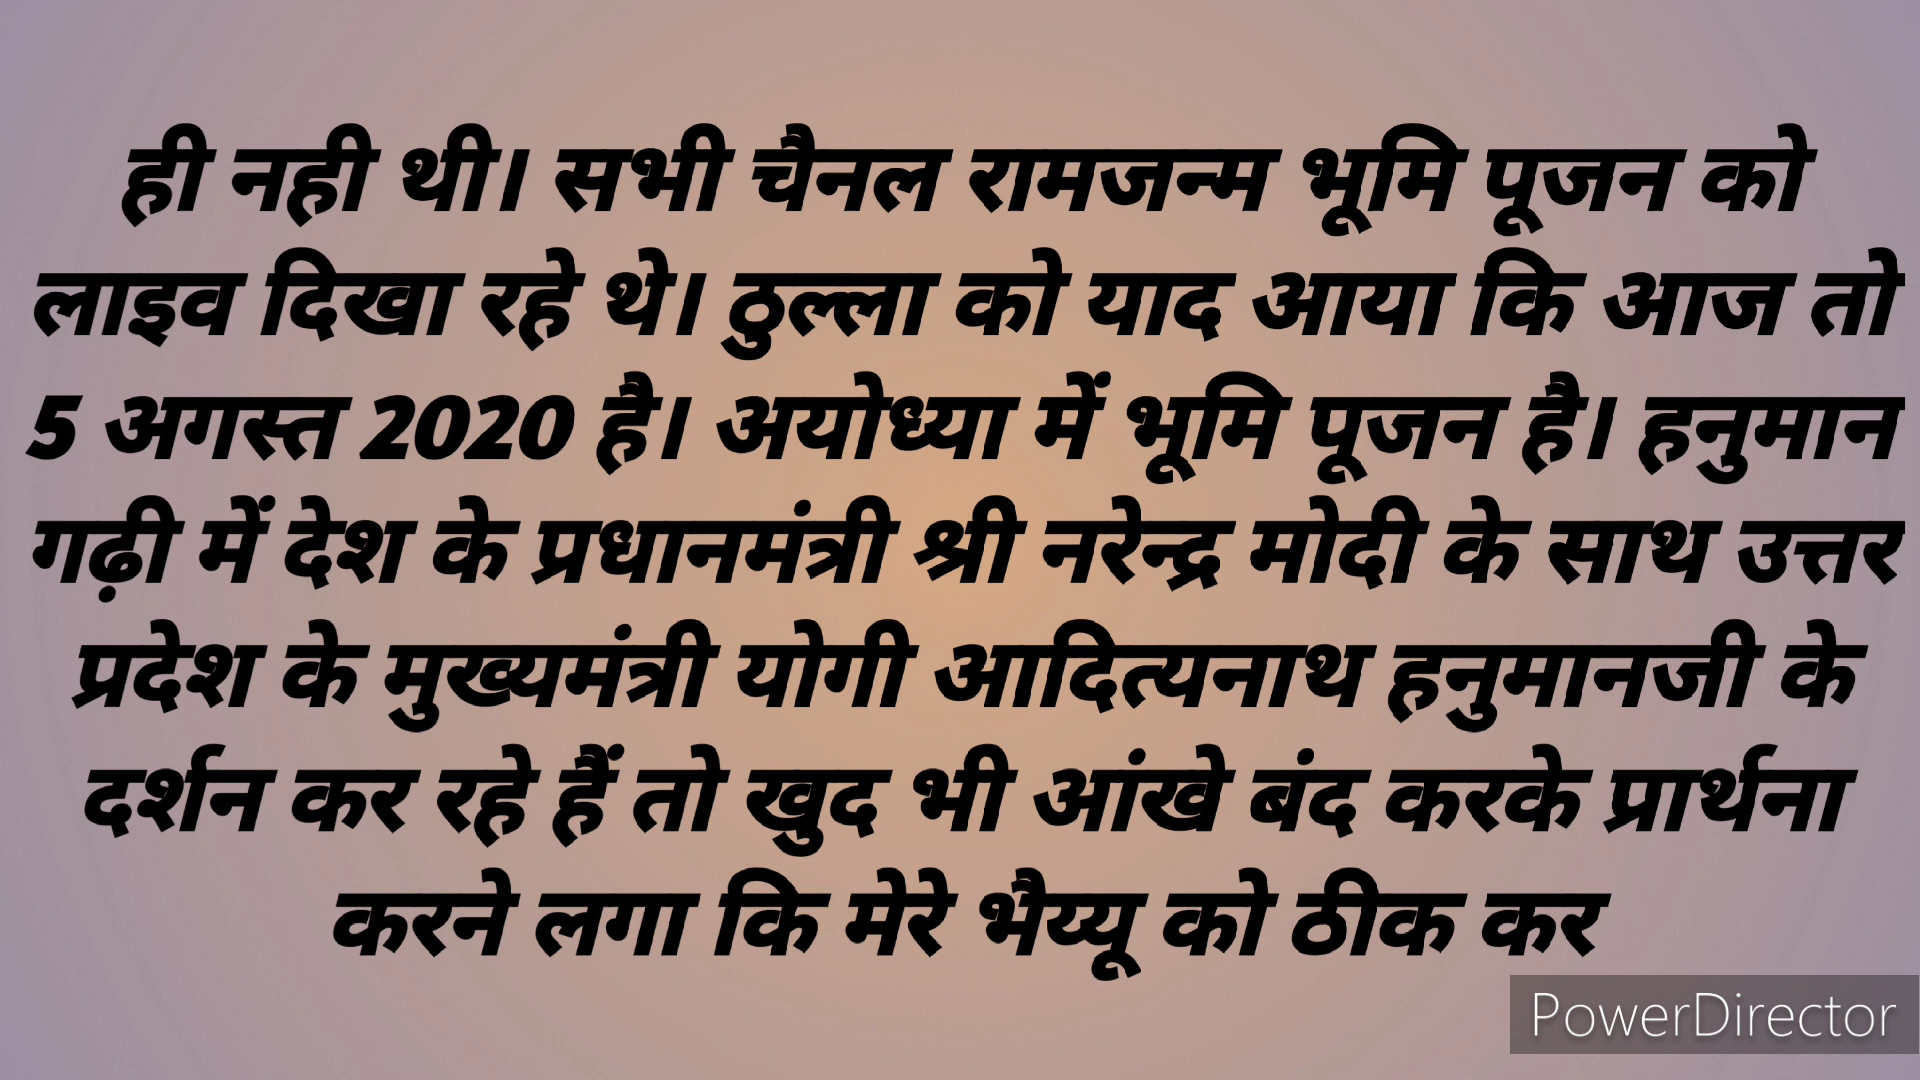 ही नही थी। सभी चैनल रामजन्म भूमि पूजन को
लाइव दिखा रहे थे। ठुल्ला को याद आया कि आज तो
5 अगस्त 2020 है। अयोध्या में भूमि पूजन है। हनुमान
गढ़ी में देश के प्रधानमंत्री श्री नरेन्द्र मोदी के साथ उत्तर
प्रदेश के मुख्यमंत्री योगी आदित्यनाथ हनुमानजी के
दर्शन कर रहे हैं तो खुद भी आंखे बंद करके प्रार्थना
करने लगा कि मेरे भैय्यू को ठीक कर
PowerDirector